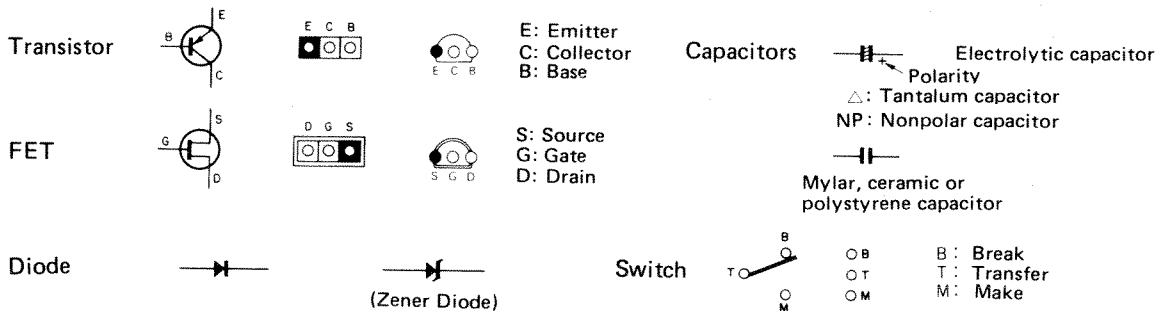 Transistor
B
E
C
E C B
E C B
E: Emitter
C: Collector
B: Base
Capacitors
Electrolytic capacitor
+
Polarity
△: Tantalum capacitor
NP: Nonpolar capacitor
Mylar, ceramic or
polystyrene capacitor
FET
G
S
D
D G S
S G D
S: Source
G: Gate
D: Drain
Diode
(Zener Diode)
Switch
B
T
M
B
T
M
B: Break
T: Transfer
M: Make